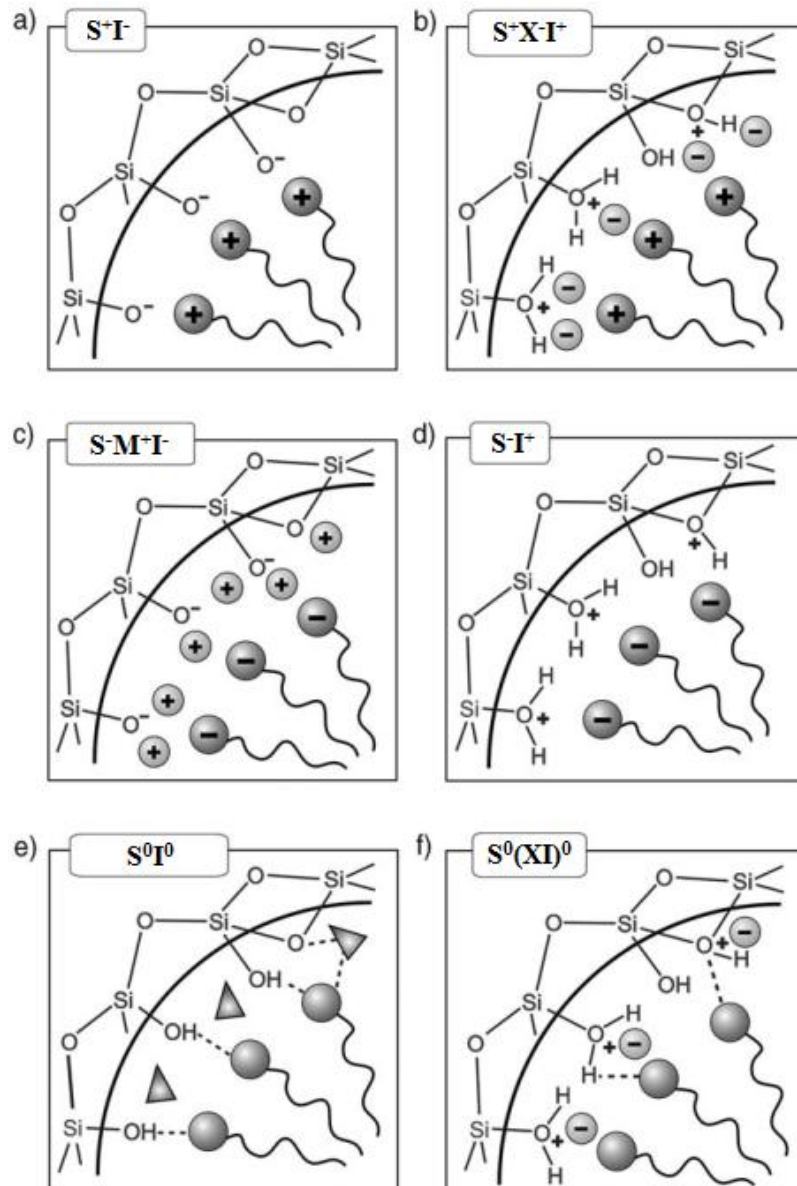 a) S⁺I⁻
Si
O
Si
O
O
Si
O⁻
O
O⁻
Si
O⁻
+
+
+
b) S⁺X⁻I⁺
Si
O
Si
O
O
H
+
−
−
OH
Si
H
O
+
H
−
+
+
O
H
−
Si
O
+
H
−
+
c) S⁻M⁺I⁻
Si
O
Si
O
O
+
O⁻
Si
+
+
O⁻
−
O
+
−
+
Si
O⁻
−
+
d) S⁻I⁺
Si
O
Si
O
O
+
H
OH
Si
H
O
+
H
−
O
−
H
Si
O
+
H
−
e) S⁰I⁰
Si
O
Si
O
O
OH
Si
OH
O
Si
OH
f) S⁰(XI)⁰
Si
O
Si
O
O
+
−
H
OH
Si
H
O
+
−
O
H
H
Si
O
+
−
H